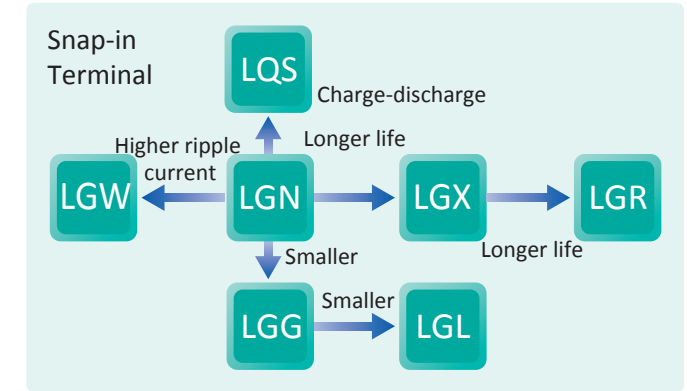 Snap-in
Terminal
LQS
Charge-discharge
Higher ripple
current
Longer life
LGW
LGN
LGX
LGR
Longer life
Smaller
Smaller
LGG
LGL